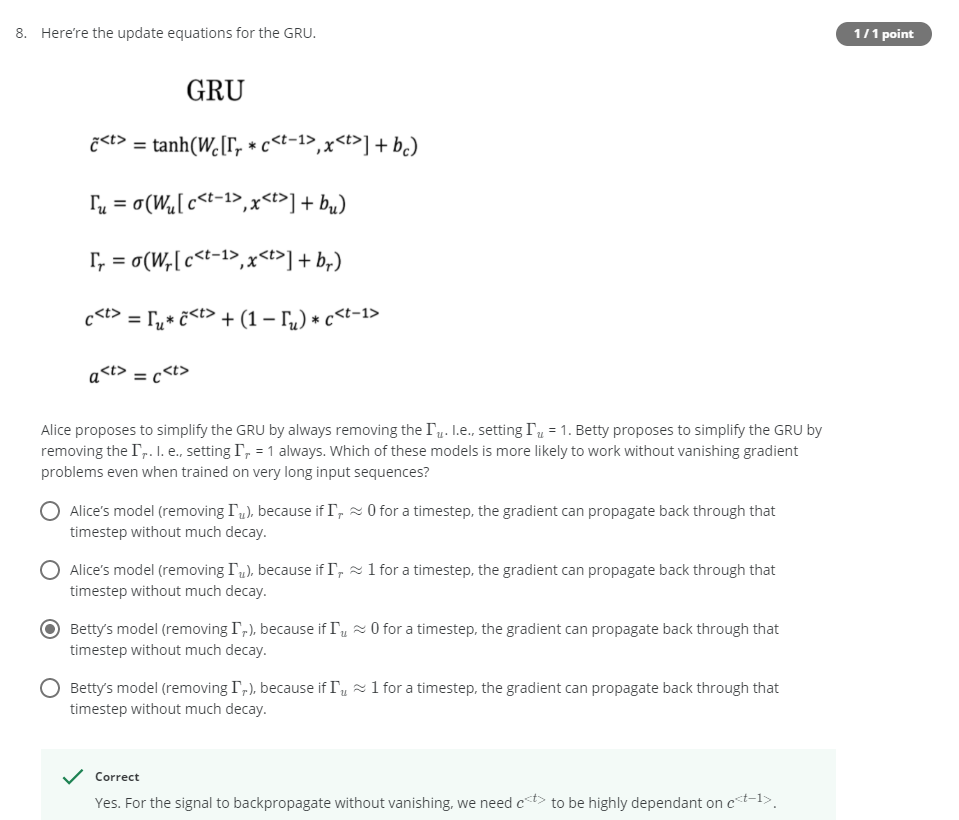 8. Here're the update equations for the GRU.
1 / 1 point
GRU
c̃<t> = tanh(Wc[Γr * c<t−1>, x<t>] + bc)
Γu = σ(Wu[ c<t−1>, x<t>] + bu)
Γr = σ(Wr[ c<t−1>, x<t>] + br)
c<t> = Γu * c̃<t> + (1 − Γu) * c<t−1>
a<t> = c<t>
Alice proposes to simplify the GRU by always removing the Γu. I.e., setting Γu = 1. Betty proposes to simplify the GRU by
removing the Γr. I. e., setting Γr = 1 always. Which of these models is more likely to work without vanishing gradient
problems even when trained on very long input sequences?
Alice's model (removing Γu), because if Γr ≈ 0 for a timestep, the gradient can propagate back through that
timestep without much decay.
Alice's model (removing Γu), because if Γr ≈ 1 for a timestep, the gradient can propagate back through that
timestep without much decay.
Betty's model (removing Γr), because if Γu ≈ 0 for a timestep, the gradient can propagate back through that
timestep without much decay.
Betty's model (removing Γr), because if Γu ≈ 1 for a timestep, the gradient can propagate back through that
timestep without much decay.
Correct
Yes. For the signal to backpropagate without vanishing, we need c<t> to be highly dependant on c<t−1>.